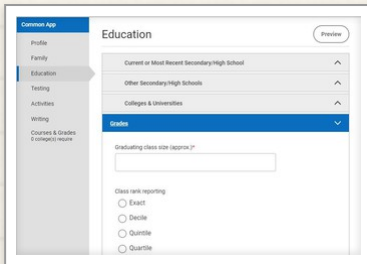 Common App
Profile
Family
Education
Testing
Activities
Writing
Courses & Grades
0 college(s) require
Education
Preview
Current or Most Recent Secondary/High School
Other Secondary/High Schools
Colleges & Universities
Grades
Graduating class size (approx.)*
Class rank reporting
Exact
Decile
Quintile
Quartile